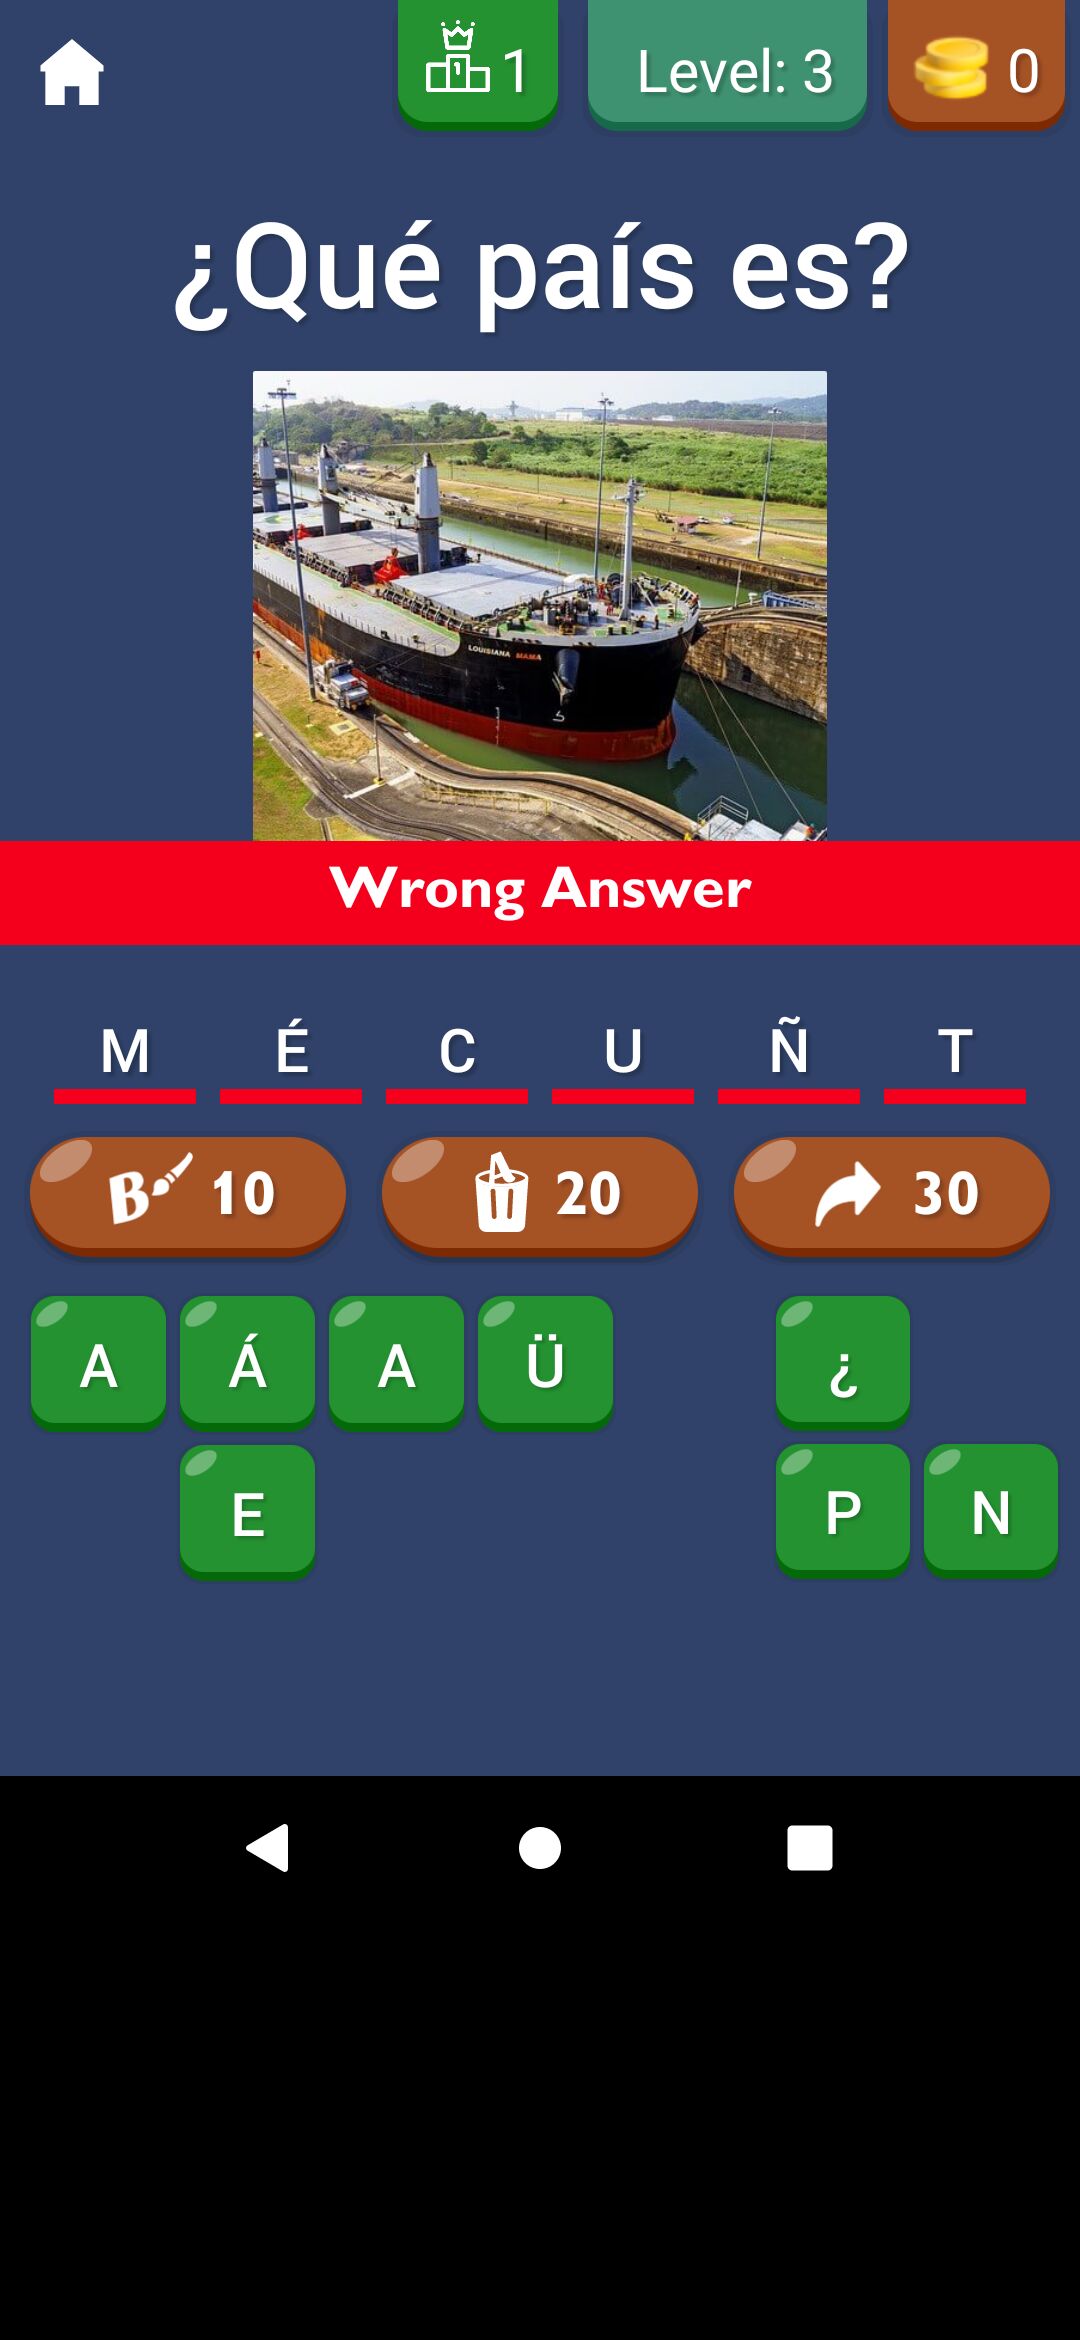 1 Level: 3 0
¿Qué país es?
LOUISIANA MAMA
Wrong Answer
M É C U Ñ T
B 10 20 30
A Á A Ü ¿
E P N